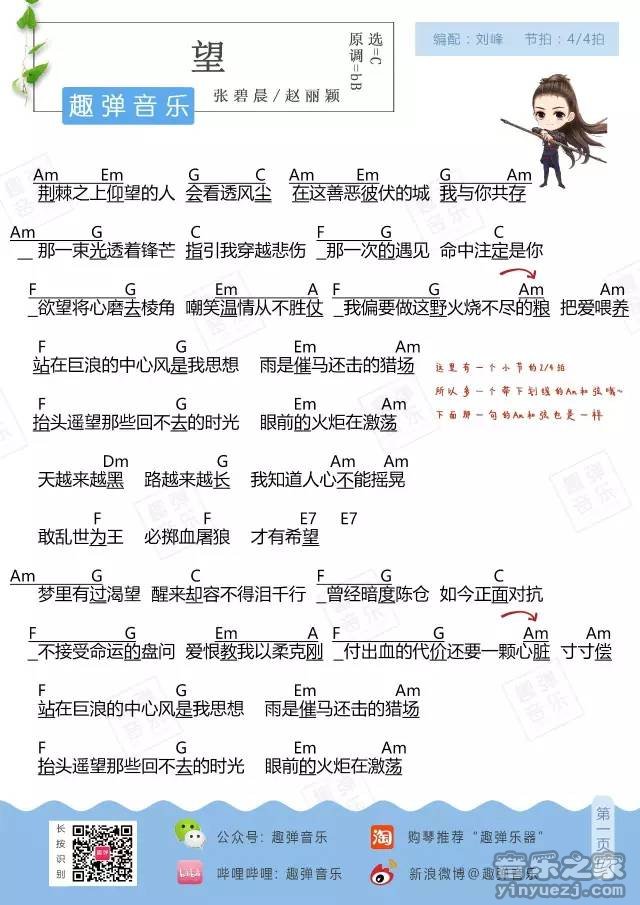 望
张碧晨/赵丽颖
原调=bB
选=C
趣弹音乐
编配：刘峰 节拍：4/4拍
Am Em G C Am Em G Am
荆棘之上仰望的人 会看透风尘 在这善恶彼伏的城 我与你共存
Am G C F G C
__那一束光透着锋芒 指引我穿越悲伤 _那一次的遇见 命中注定是你
F G Em A F G Am Am
_欲望将心磨去棱角 嘲笑温情从不胜仗 _我偏要做这野火烧不尽的粮 把爱喂养
F G Em Am
站在巨浪的中心风是我思想 雨是催马还击的猎场
这里有一个小节的2/4拍
所以多一个带下划线的Am和弦哦~
下面那一句的Am和弦也是一样
F G Em Am
抬头遥望那些回不去的时光 眼前的火炬在激荡
Dm G Am Am
天越来越黑 路越来越长 我知道人心不能摇晃
F F E7 E7
敢乱世为王 必掷血屠狼 才有希望
Am G C F G C
梦里有过渴望 醒来却容不得泪千行 _曾经暗度陈仓 如今正面对抗
F G Em A F G Am Am
_不接受命运的盘问 爱恨教我以柔克刚 _付出血的代价还要一颗心脏 寸寸偿
F G Em Am
站在巨浪的中心风是我思想 雨是催马还击的猎场
F G Em Am
抬头遥望那些回不去的时光 眼前的火炬在激荡
长按识别
趣弹
公众号：趣弹音乐
淘 购琴推荐“趣弹乐器”
哔哩哔哩：趣弹音乐
新浪微博@趣弹音乐
第一页
音乐之家
yinyuezj.com